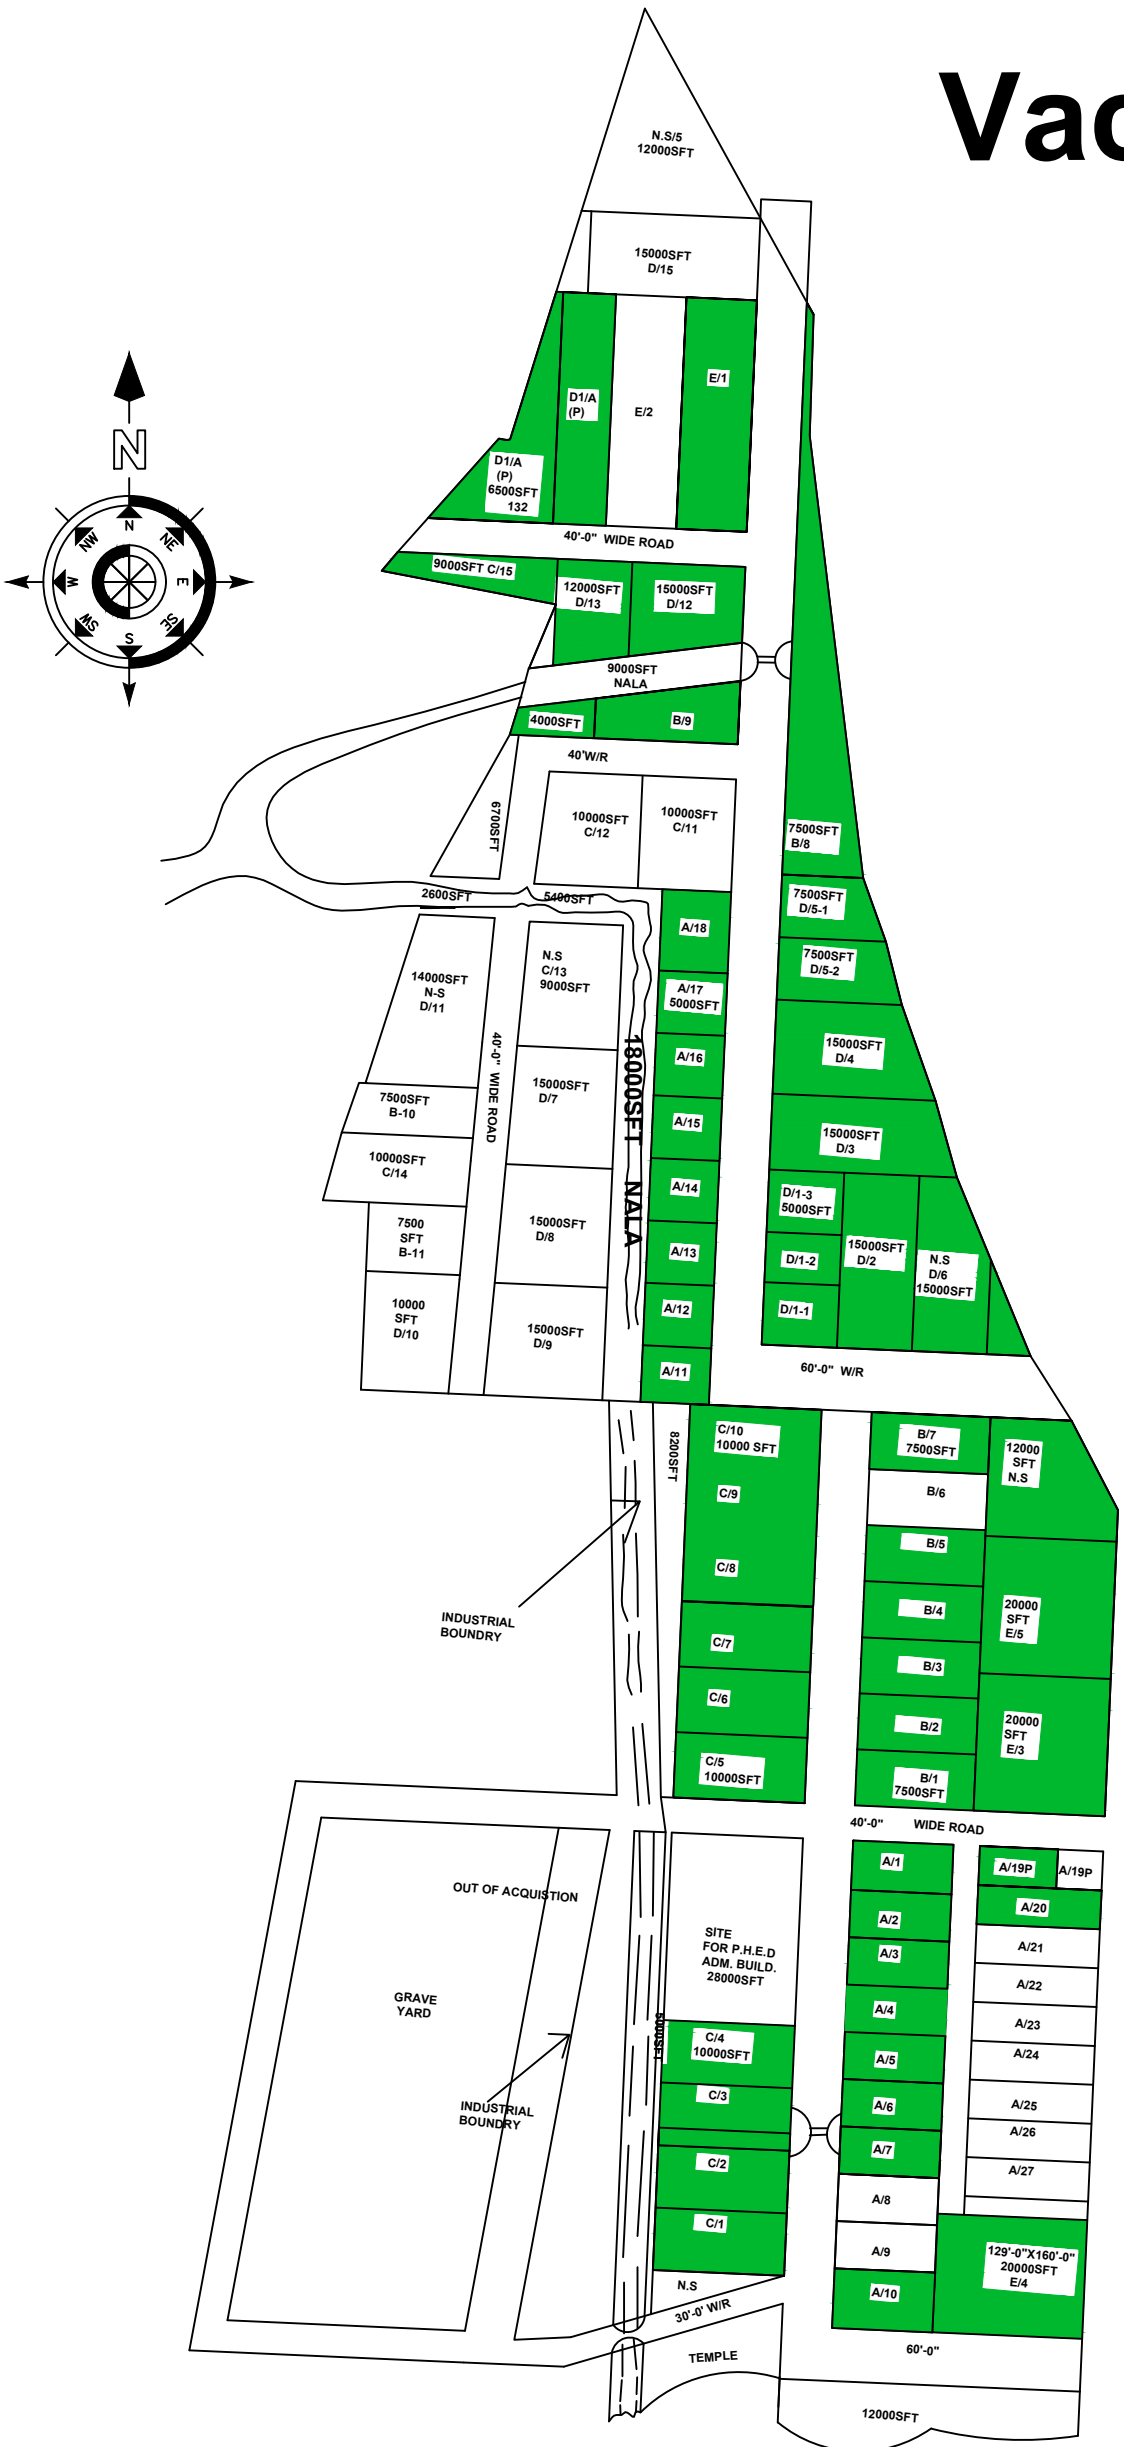 Vac
N.S/5
12000SFT
15000SFT
D/15
E/1
D1/A
(P)
E/2
D1/A
(P)
6500SFT
132
N
N
NE
E
SE
S
SW
W
NW
40'-0" WIDE ROAD
9000SFT C/15
12000SFT
D/13
15000SFT
D/12
9000SFT
NALA
4000SFT
B/9
40'W/R
6700SFT
10000SFT
C/12
10000SFT
C/11
7500SFT
B/8
2600SFT
5400SFT
7500SFT
D/5-1
A/18
N.S
C/13
9000SFT
7500SFT
D/5-2
14000SFT
N-S
D/11
A/17
5000SFT
40'-0" WIDE ROAD
18000SFT NALA
A/16
15000SFT
D/4
15000SFT
D/7
7500SFT
B-10
A/15
15000SFT
D/3
10000SFT
C/14
A/14
D/1-3
5000SFT
7500
SFT
B-11
15000SFT
D/8
A/13
D/1-2
15000SFT
D/2
N.S
D/6
15000SFT
10000
SFT
D/10
A/12
D/1-1
15000SFT
D/9
A/11
60'-0" W/R
8200SFT
C/10
10000 SFT
B/7
7500SFT
12000
SFT
N.S
C/9
B/6
B/5
C/8
B/4
20000
SFT
E/5
INDUSTRIAL
BOUNDRY
C/7
B/3
C/6
B/2
20000
SFT
E/3
C/5
10000SFT
B/1
7500SFT
40'-0" WIDE ROAD
A/1
A/19P
A/19P
OUT OF ACQUISTION
A/20
A/2
SITE
FOR P.H.E.D
ADM. BUILD.
28000SFT
A/3
A/21
A/22
GRAVE
YARD
A/4
A/23
5000SFT
C/4
10000SFT
A/5
A/24
C/3
A/6
A/25
INDUSTRIAL
BOUNDRY
A/26
A/7
C/2
A/27
A/8
C/1
A/9
129'-0"X160'-0"
20000SFT
E/4
N.S
A/10
30'-0' W/R
TEMPLE
60'-0"
12000SFT